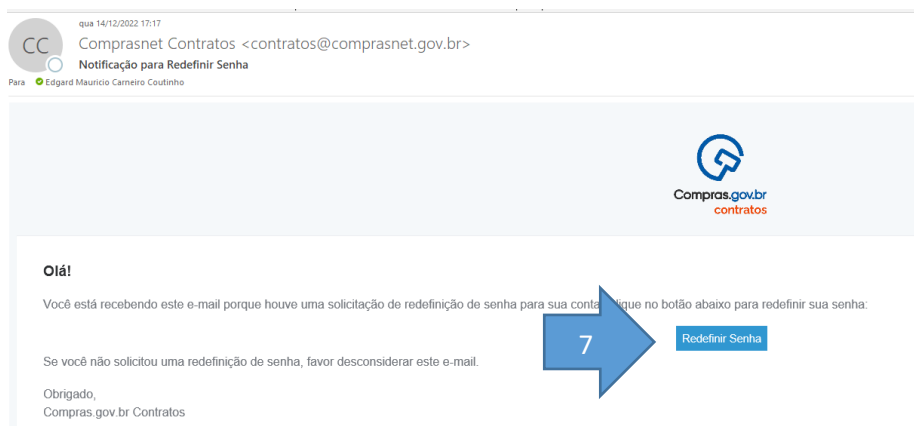 qua 14/12/2022 17:17
CC
Comprasnet Contratos <contratos@comprasnet.gov.br>
Notificação para Redefinir Senha
Para Edgard Mauricio Carneiro Coutinho
Compras.gov.br
contratos
Olá!
Você está recebendo este e-mail porque houve uma solicitação de redefinição de senha para sua conta lique no botão abaixo para redefinir sua senha:
7
Redefinir Senha
Se você não solicitou uma redefinição de senha, favor desconsiderar este e-mail.
Obrigado,
Compras.gov.br Contratos